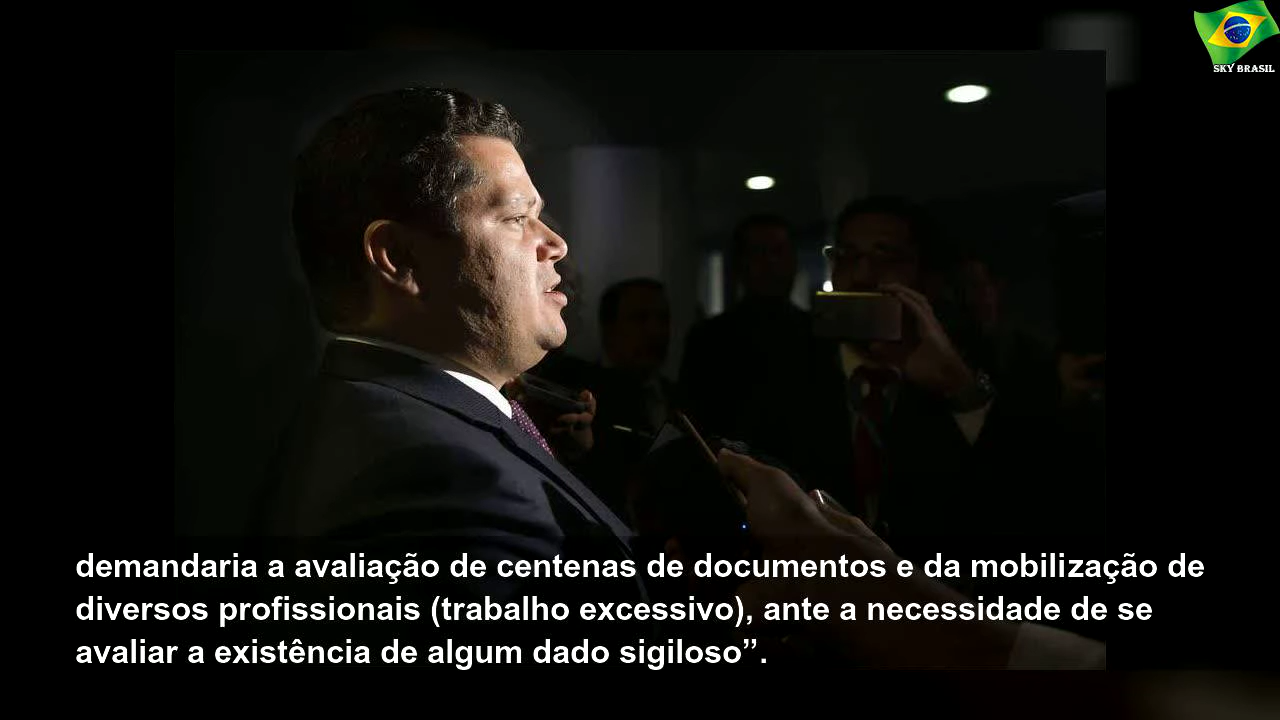 SKY BRASIL
demandaria a avaliação de centenas de documentos e da mobilização de
diversos profissionais (trabalho excessivo), ante a necessidade de se
avaliar a existência de algum dado sigiloso”.